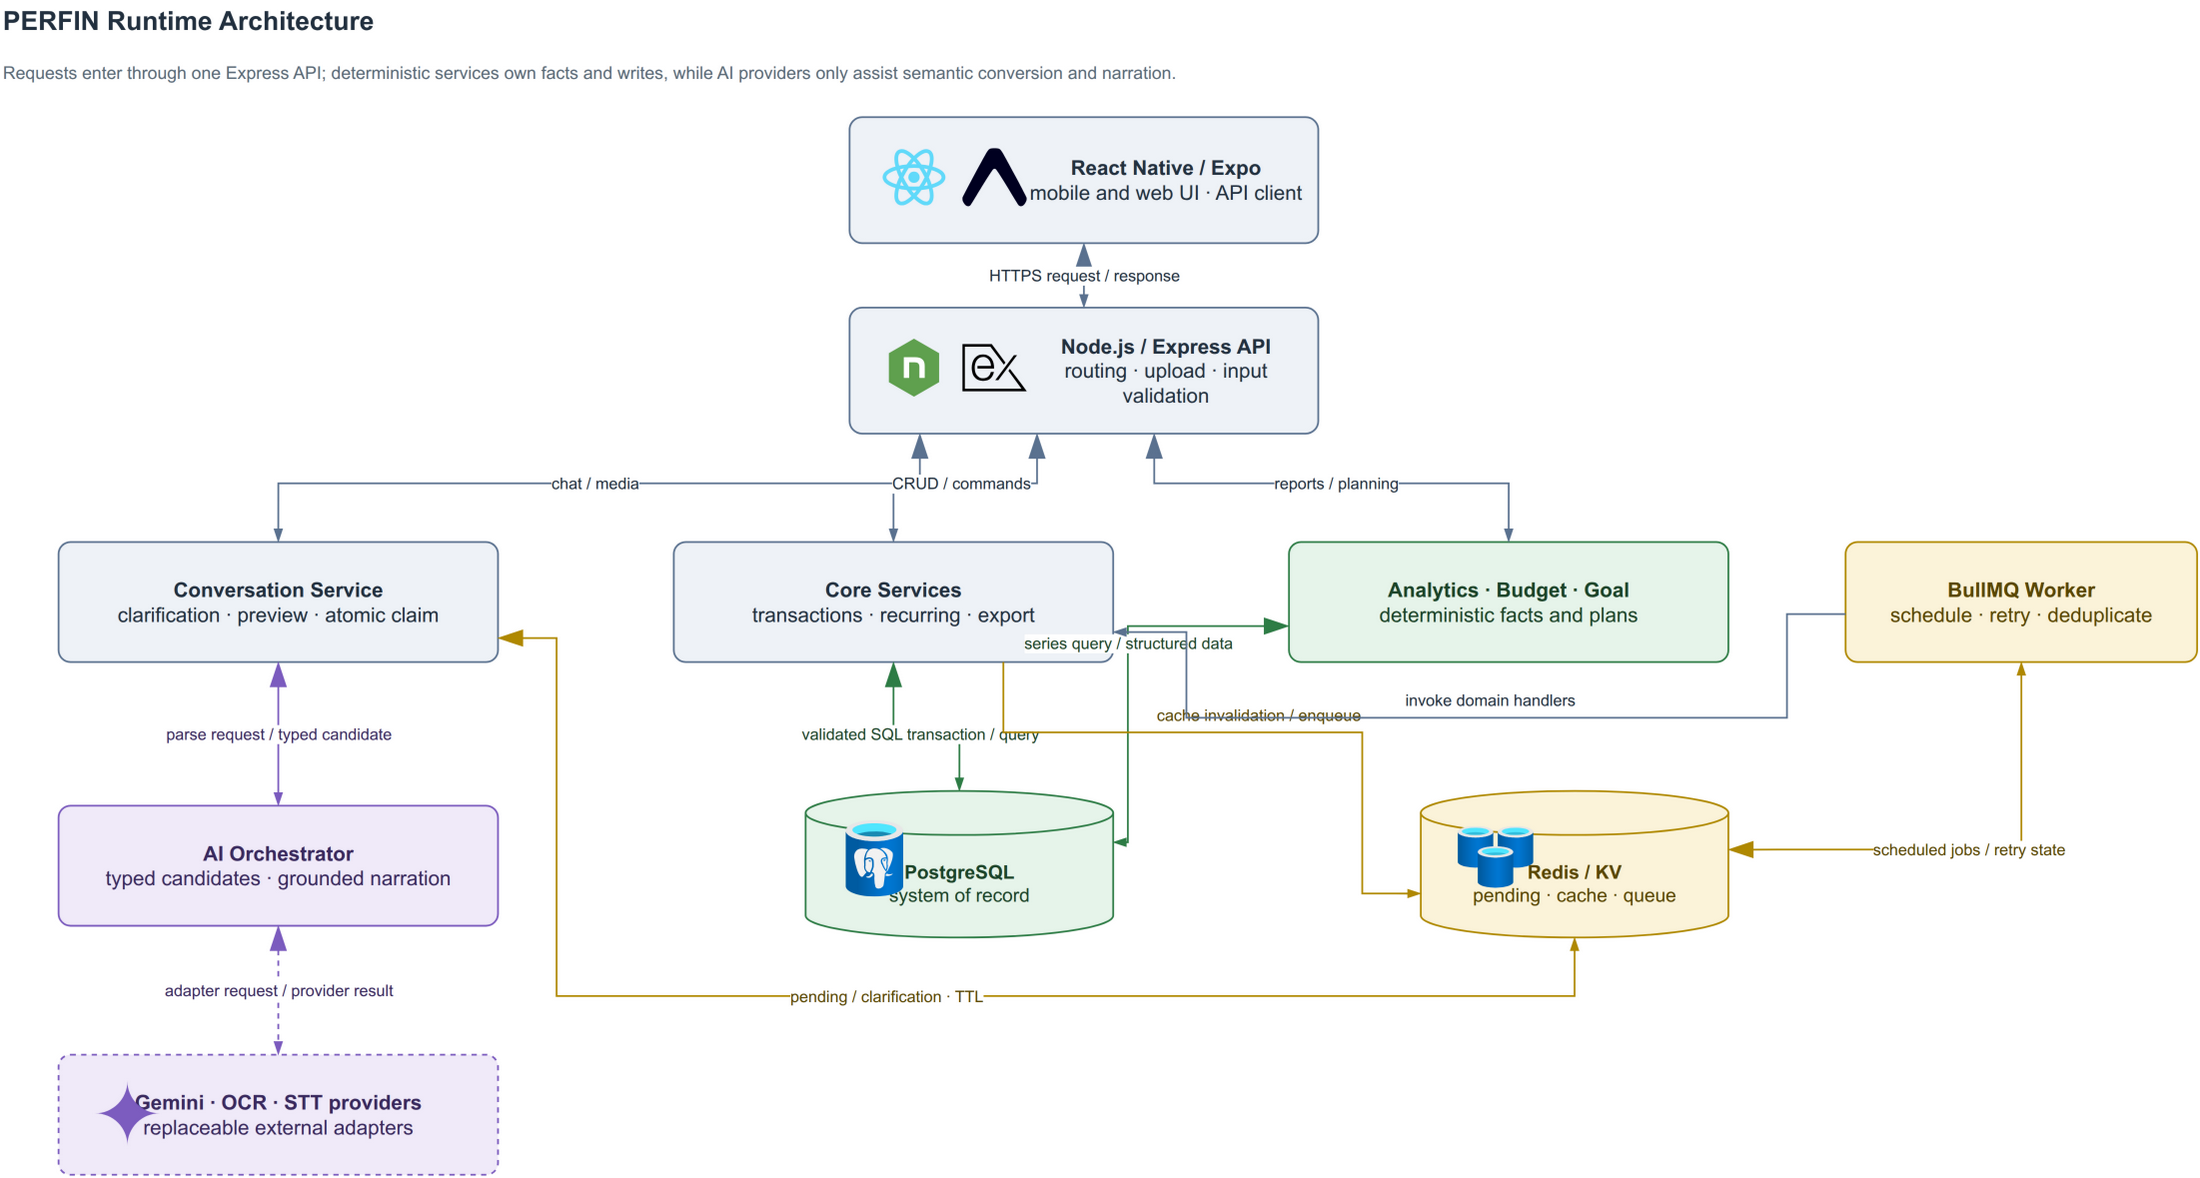 PERFIN Runtime Architecture
Requests enter through one Express API; deterministic services own facts and writes, while AI providers only assist semantic conversion and narration.
React Native / Expo
mobile and web UI · API client
HTTPS request / response
n
ex
Node.js / Express API
routing · upload · input
validation
chat / media
CRUD / commands
reports / planning
Conversation Service
clarification · preview · atomic claim
Core Services
transactions · recurring · export
Analytics · Budget · Goal
deterministic facts and plans
BullMQ Worker
schedule · retry · deduplicate
series query / structured data
invoke domain handlers
cache invalidation / enqueue
parse request / typed candidate
validated SQL transaction / query
AI Orchestrator
typed candidates · grounded narration
PostgreSQL
system of record
Redis / KV
pending · cache · queue
scheduled jobs / retry state
adapter request / provider result
pending / clarification · TTL
Gemini · OCR · STT providers
replaceable external adapters